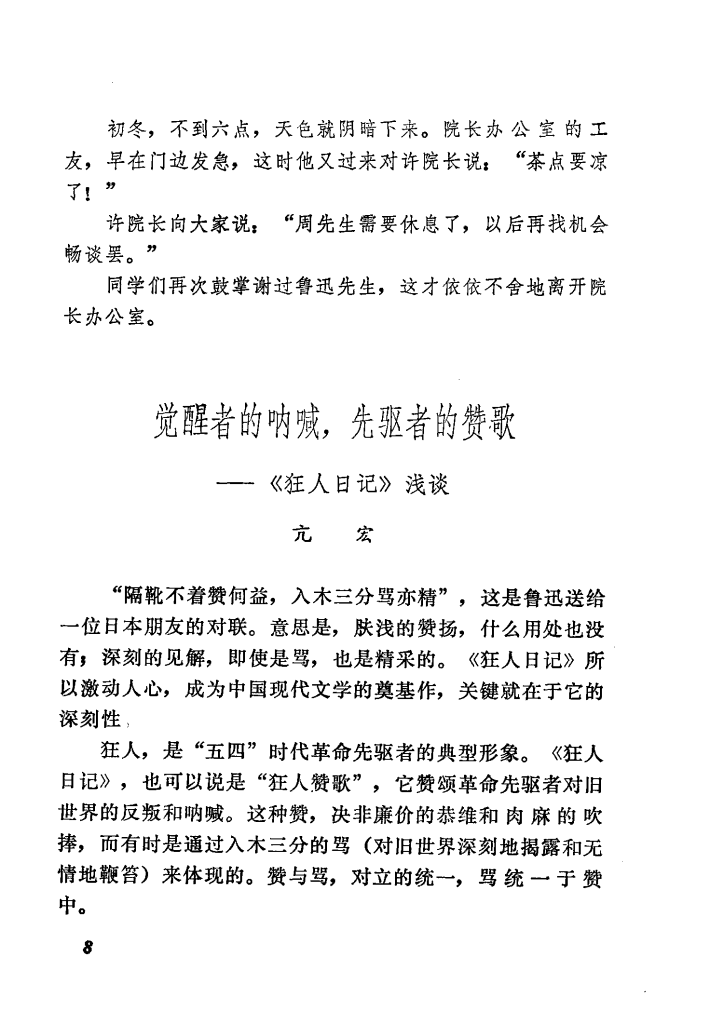 初冬，不到六点，天色就阴暗下来。院长办公室的工
友，早在门边发急，这时他又过来对许院长说：“茶点要凉
了！”
许院长向大家说：“周先生需要休息了，以后再找机会
畅谈罢。”
同学们再次鼓掌谢过鲁迅先生，这才依依不舍地离开院
长办公室。
觉醒者的呐喊，先驱者的赞歌
——《狂人日记》浅谈
亢　宏
“隔靴不着赞何益，入木三分骂亦精”，这是鲁迅送给
一位日本朋友的对联。意思是，肤浅的赞扬，什么用处也没
有；深刻的见解，即使是骂，也是精采的。《狂人日记》所
以激动人心，成为中国现代文学的奠基作，关键就在于它的
深刻性，
狂人，是“五四”时代革命先驱者的典型形象。《狂人
日记》，也可以说是“狂人赞歌”，它赞颂革命先驱者对旧
世界的反叛和呐喊。这种赞，决非廉价的恭维和肉麻的吹
捧，而有时是通过入木三分的骂（对旧世界深刻地揭露和无
情地鞭笞）来体现的。赞与骂，对立的统一，骂统一于赞
中。
8